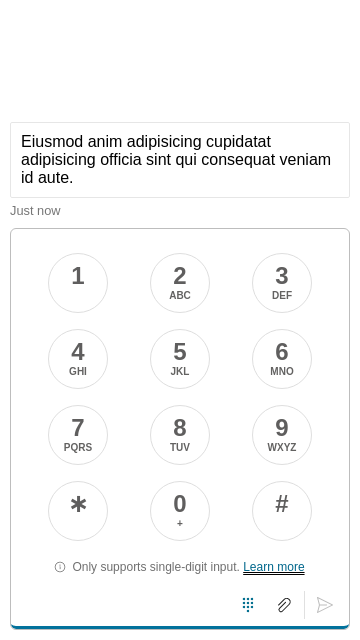 Eiusmod anim adipisicing cupidatat
adipisicing officia sint qui consequat veniam
id aute.
Just now
1 2 3
ABC DEF
4 5 6
GHI JKL MNO
7 8 9
PQRS TUV WXYZ
* 0 #
+
Only supports single-digit input. Learn more